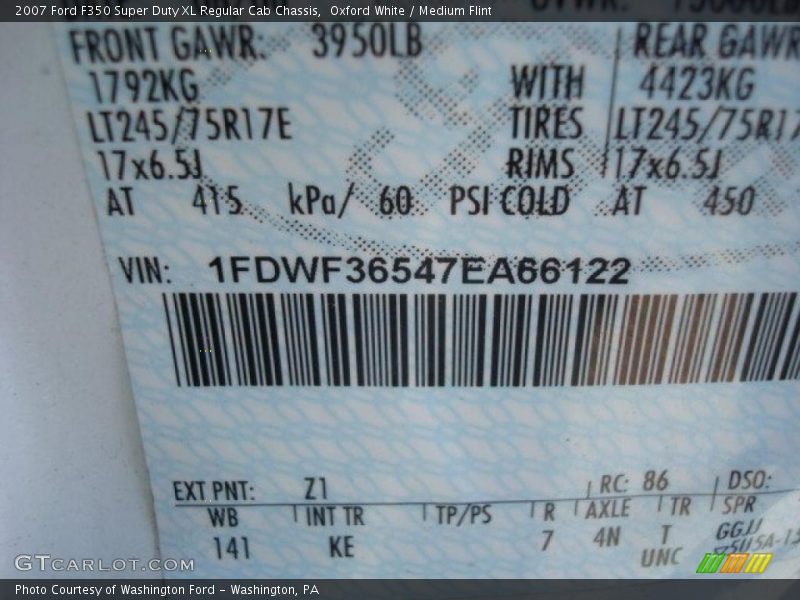 2007 Ford F350 Super Duty XL Regular Cab Chassis, Oxford White / Medium Flint
FRONT GAWR: 3950LB REAR GAWR
1792KG WITH 4423KG
LT245/75R17E TIRES LT245/75R17
17x6.5J RIMS 17x6.5J
AT 415 kPa/ 60 PSI COLD AT 450
VIN: 1FDWF36547EA66122
EXT PNT: Z1 RC: 86 DSO:
WB INT TR TP/PS R AXLE TR SPR
141 KE 7 4N T GGJJ
UNC
GTCARLOT.COM
Photo Courtesy of Washington Ford - Washington, PA